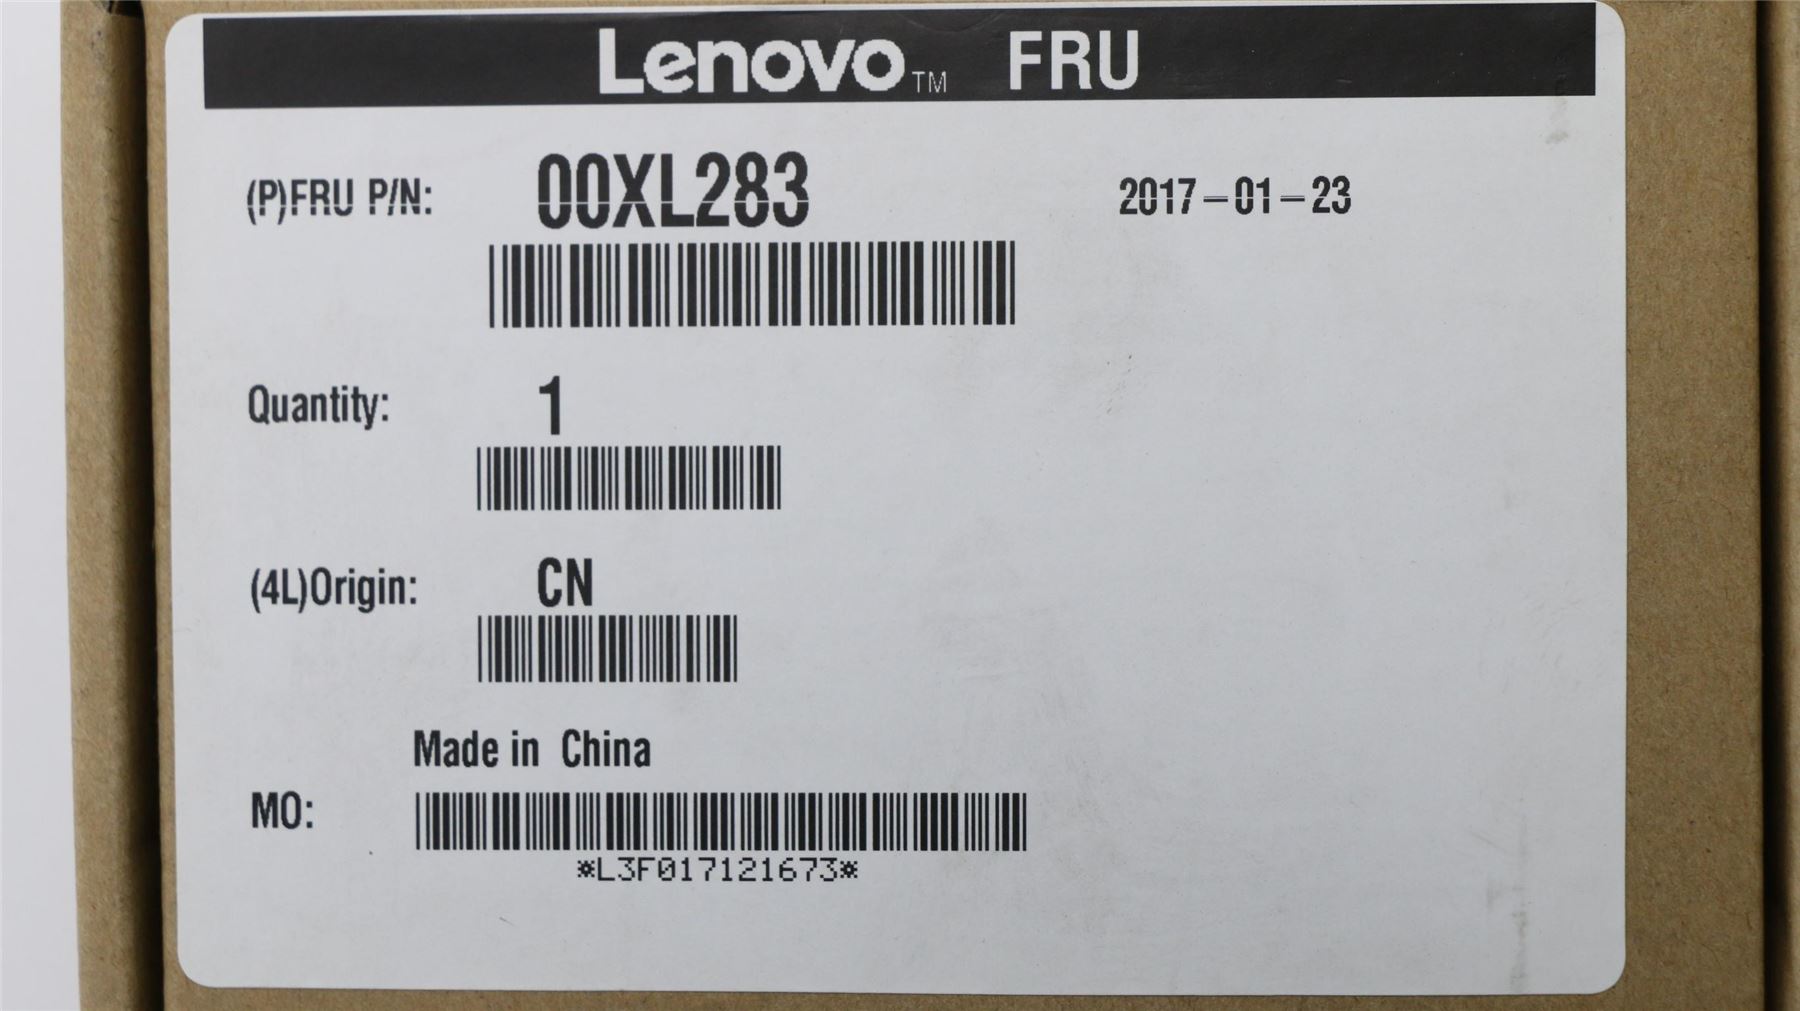 Lenovo™ FRU
(P)FRU P/N: 00XL283 2017-01-23
Quantity: 1
(4L)Origin: CN
Made in China
MO:
*L3F017121673*